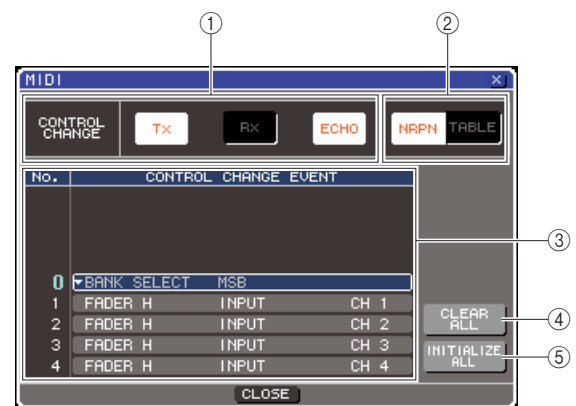 ① ②
MIDI X
CONTROL CHANGE Tx Rx ECHO NRPN TABLE
No. CONTROL CHANGE EVENT
③
0 BANK SELECT MSB
1 FADER H INPUT CH 1
2 FADER H INPUT CH 2
3 FADER H INPUT CH 3
4 FADER H INPUT CH 4
CLEAR ALL ④
INITIALIZE ALL ⑤
CLOSE